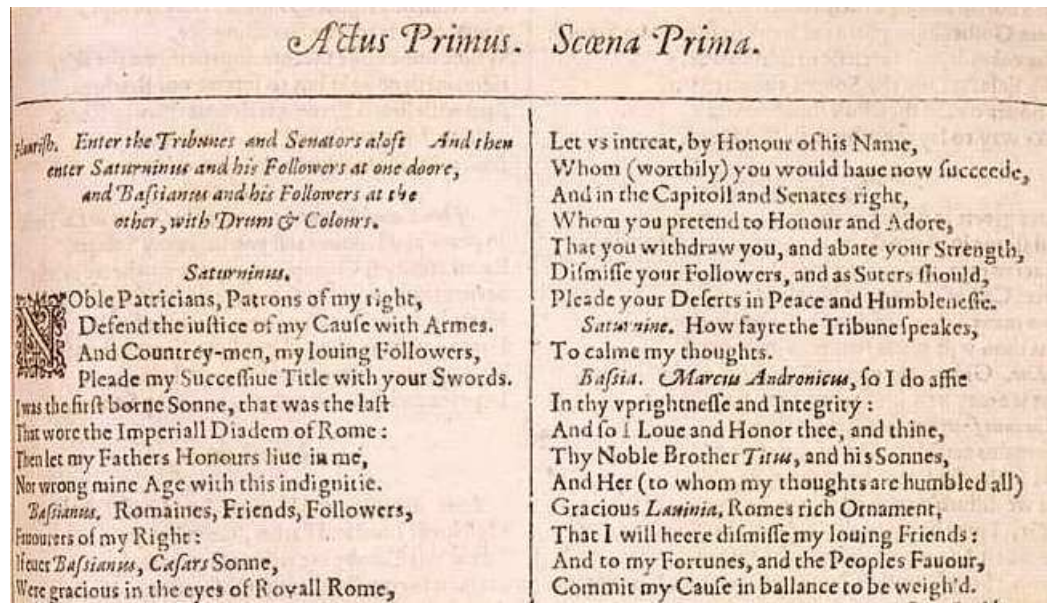 Actus Primus. Scœna Prima.
Flourish. Enter the Tribunes and Senators aloft And then
enter Saturninus and his Followers at one doore,
and Baſsianus and his Followers at the
other, with Drum & Colours.
Saturninus.
NOble Patricians, Patrons of my right,
Defend the iuſtice of my Cauſe with Armes.
And Countrey-men, my louing Followers,
Pleade my Succeſſiue Title with your Swords.
I was the firſt borne Sonne, that was the laſt
That wore the Imperiall Diadem of Rome:
Then let my Fathers Honours liue in me,
Nor wrong mine Age with this indignitie.
Baſsianus. Romaines, Friends, Followers,
Fauourers of my Right:
If euer Baſsianus, Cæſars Sonne,
Were gracious in the eyes of Royall Rome,
Let vs intreat, by Honour of his Name,
Whom (worthily) you would haue now ſucceede,
And in the Capitoll and Senates right,
Whom you pretend to Honour and Adore,
That you withdraw you, and abate your Strength,
Diſmiſſe your Followers, and as Suters ſhould,
Pleade your Deſerts in Peace and Humbleneſſe.
Saturnine. How fayre the Tribune ſpeakes,
To calme my thoughts.
Baſsia. Marcus Andronicus, ſo I do affie
In thy vprightneſſe and Integrity:
And ſo I Loue and Honor thee, and thine,
Thy Noble Brother Titus, and his Sonnes,
And Her (to whom my thoughts are humbled all)
Gracious Lauinia, Romes rich Ornament,
That I will heere diſmiſſe my louing Friends:
And to my Fortunes, and the Peoples Fauour,
Commit my Cauſe in ballance to be weigh'd.